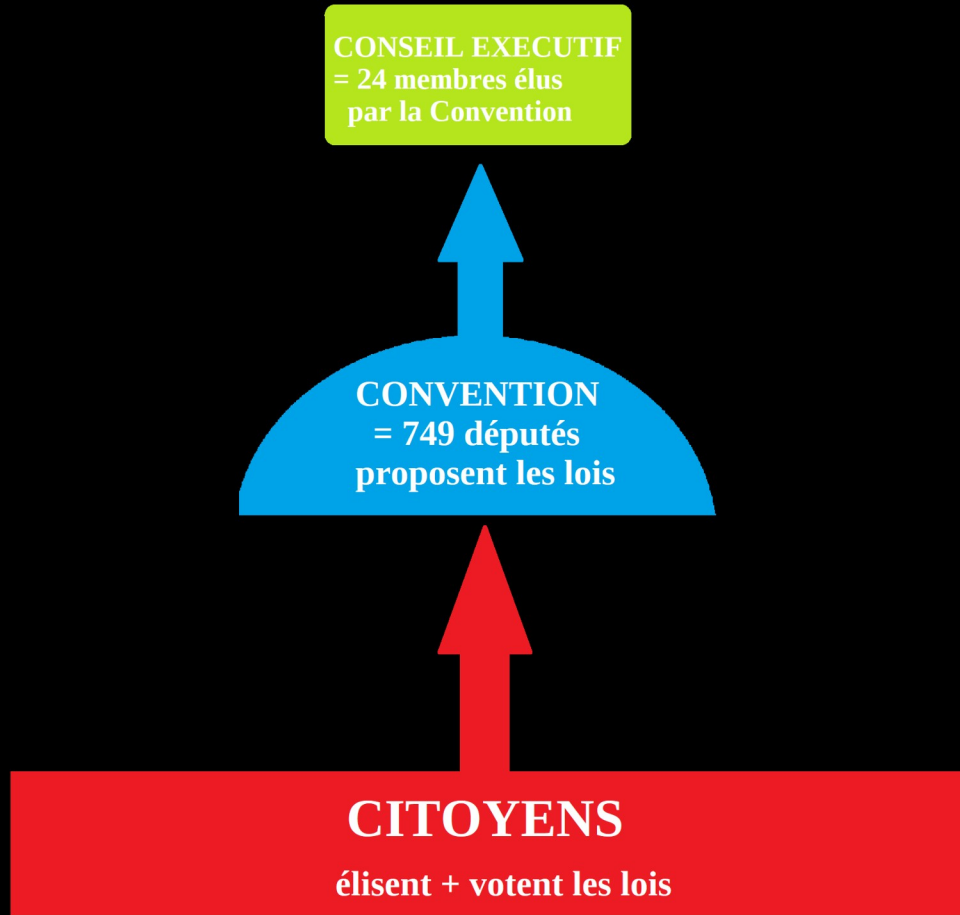 CONSEIL EXECUTIF
= 24 membres élus
par la Convention
CONVENTION
= 749 députés
proposent les lois
CITOYENS
élisent + votent les lois